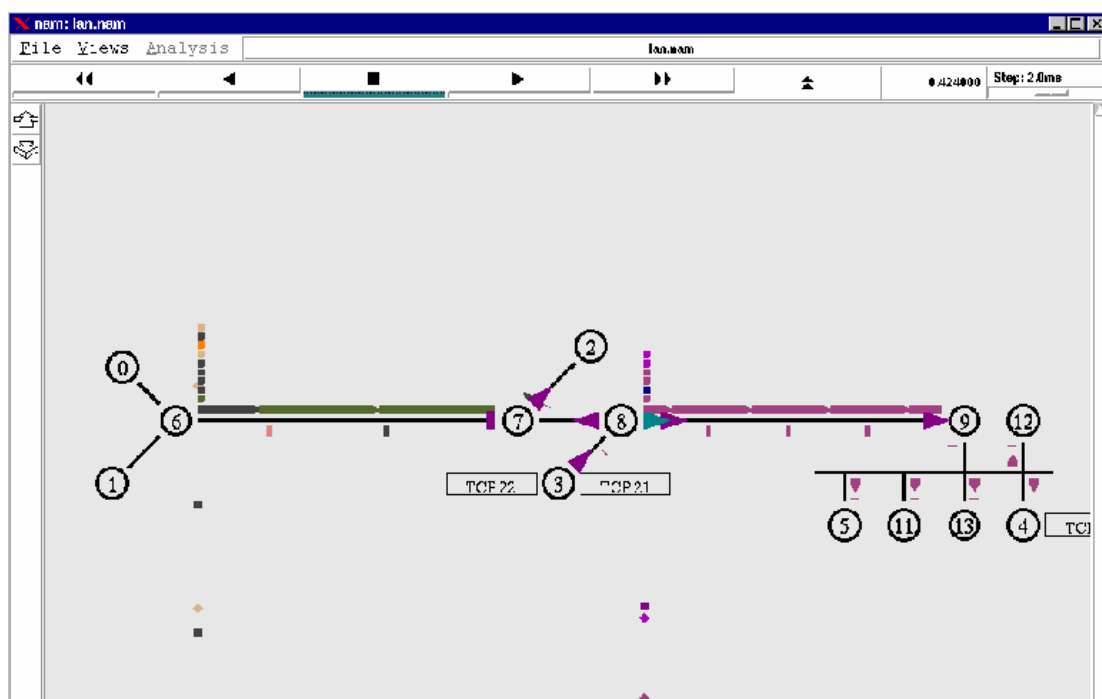 nam: lan.nam
File Views Analysis lan.nam
0.424000 Step: 2.0ms
2
0
6 7 8 9 12
1 TCP 22 3 TCP 21
5 11 13 4 TCP